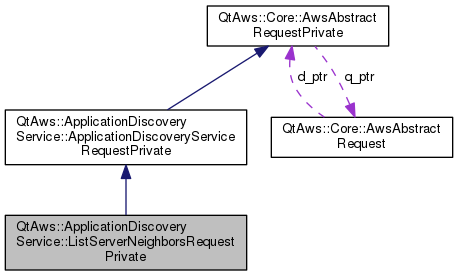 QtAws::Core::AwsAbstract
RequestPrivate
d_ptr
q_ptr
QtAws::ApplicationDiscovery
Service::ApplicationDiscoveryService
RequestPrivate
QtAws::Core::AwsAbstract
Request
QtAws::ApplicationDiscovery
Service::ListServerNeighborsRequest
Private